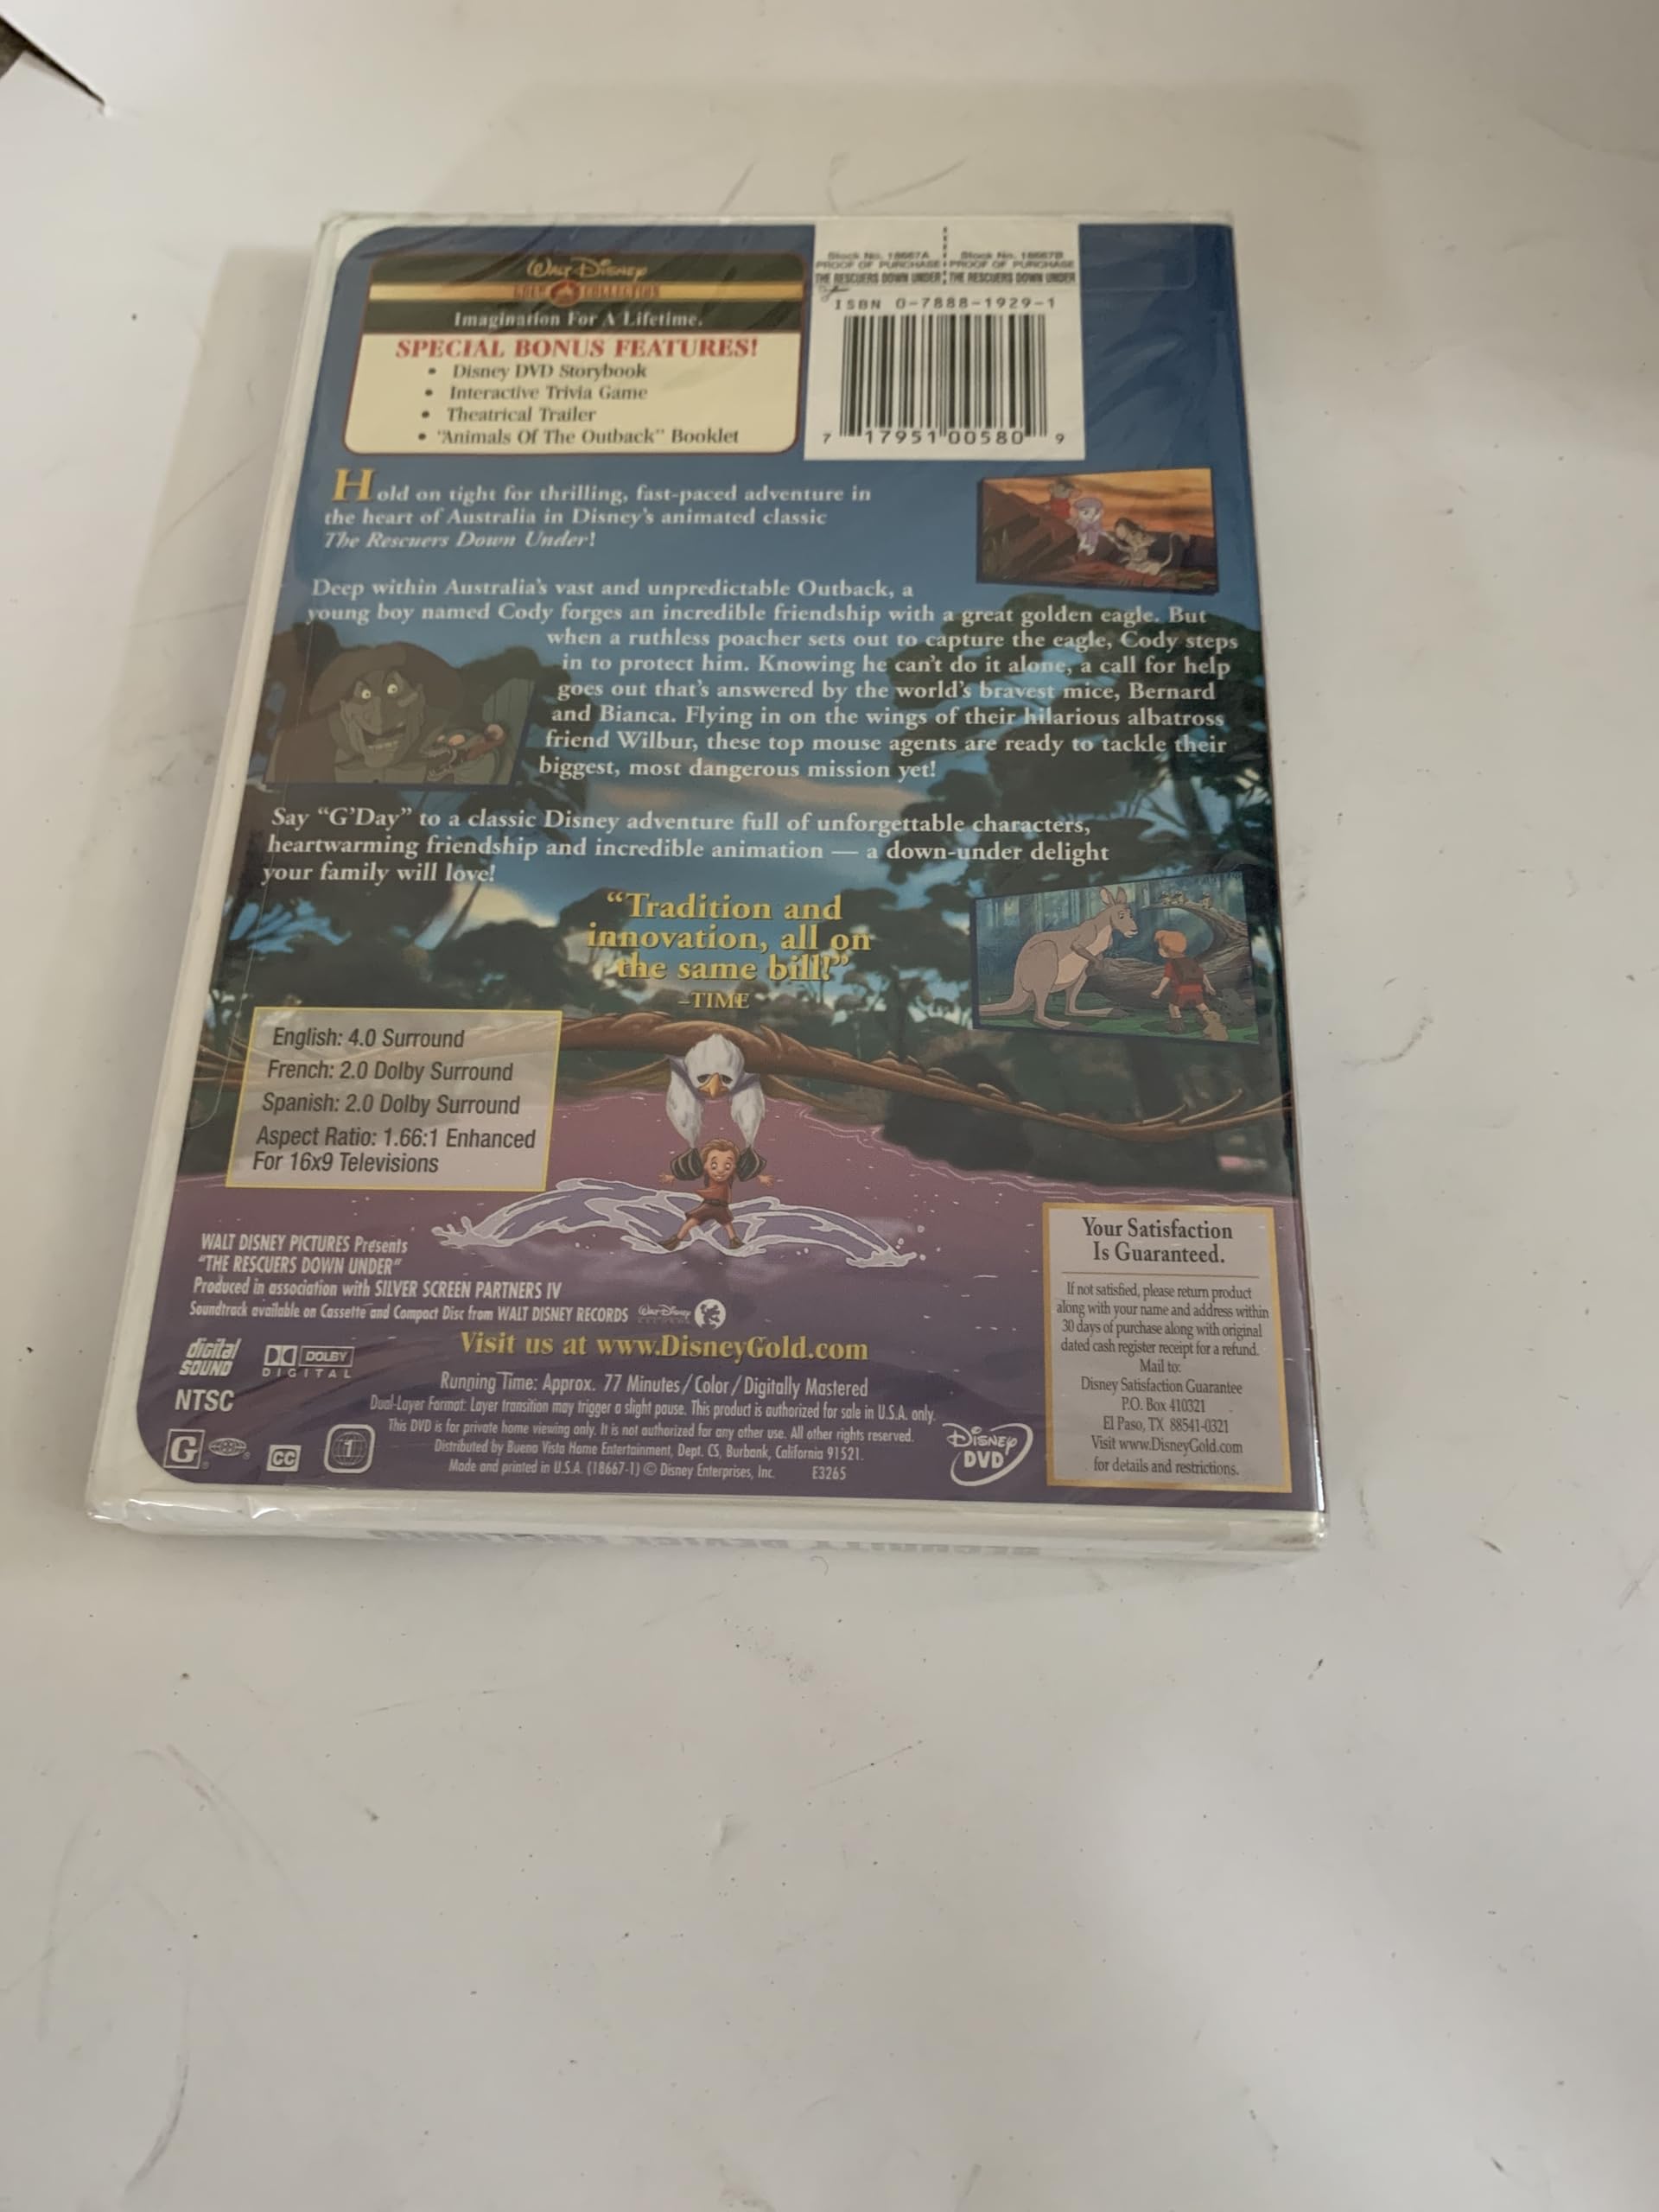 WALT DISNEY
GOLD COLLECTION
Imagination For A Lifetime.
SPECIAL BONUS FEATURES!
• Disney DVD Storybook
• Interactive Trivia Game
• Theatrical Trailer
• "Animals Of The Outback" Booklet
Stock No. 18667A Stock No. 18667B
PROOF OF PURCHASE PROOF OF PURCHASE
THE RESCUERS DOWN UNDER THE RESCUERS DOWN UNDER
ISBN 0-7888-1929-1
7 17951 00580 9
Hold on tight for thrilling, fast-paced adventure in
the heart of Australia in Disney's animated classic
The Rescuers Down Under!
Deep within Australia's vast and unpredictable Outback, a
young boy named Cody forges an incredible friendship with a great golden eagle. But
when a ruthless poacher sets out to capture the eagle, Cody steps
in to protect him. Knowing he can't do it alone, a call for help
goes out that's answered by the world's bravest mice, Bernard
and Bianca. Flying in on the wings of their hilarious albatross
friend Wilbur, these top mouse agents are ready to tackle their
biggest, most dangerous mission yet!
Say "G'Day" to a classic Disney adventure full of unforgettable characters,
heartwarming friendship and incredible animation — a down-under delight
your family will love!
"Tradition and
innovation, all on
the same bill!"
–TIME
English: 4.0 Surround
French: 2.0 Dolby Surround
Spanish: 2.0 Dolby Surround
Aspect Ratio: 1.66:1 Enhanced
For 16x9 Televisions
WALT DISNEY PICTURES Presents
"THE RESCUERS DOWN UNDER"
Produced in association with SILVER SCREEN PARTNERS IV
Soundtrack available on Cassette and Compact Disc from WALT DISNEY RECORDS WALT DISNEY RECORDS
Visit us at www.DisneyGold.com
digital SOUND
DOLBY DIGITAL
NTSC
Running Time: Approx. 77 Minutes/Color/Digitally Mastered
Dual-Layer Format: Layer transition may trigger a slight pause. This product is authorized for sale in U.S.A. only.
This DVD is for private home viewing only. It is not authorized for any other use. All other rights reserved.
Distributed by Buena Vista Home Entertainment, Dept. CS, Burbank, California 91521.
Made and printed in U.S.A. (18667-1) © Disney Enterprises, Inc. E3265
G
CC
1
DISNEY DVD
Your Satisfaction
Is Guaranteed.
If not satisfied, please return product
along with your name and address within
30 days of purchase along with original
dated cash register receipt for a refund.
Mail to:
Disney Satisfaction Guarantee
P.O. Box 410321
El Paso, TX 88541-0321
Visit www.DisneyGold.com
for details and restrictions.